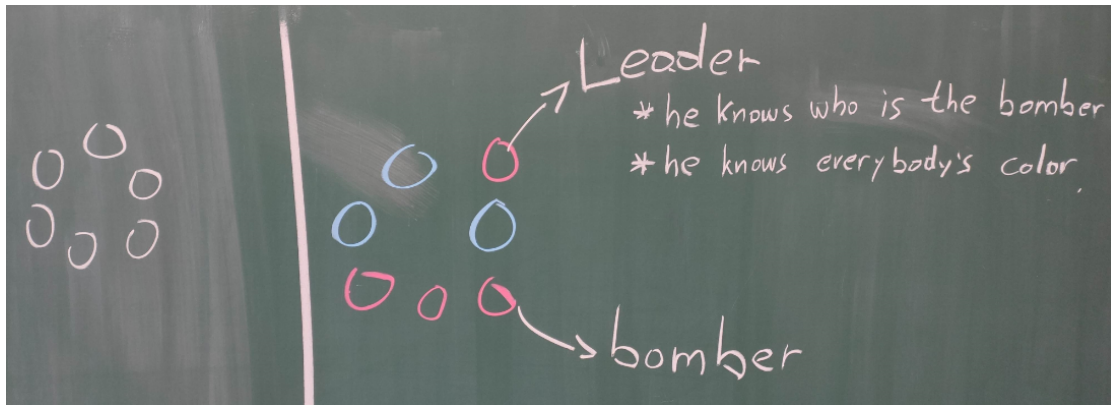 Leader
* he knows who is the bomber
* he knows everybody's color.
bomber